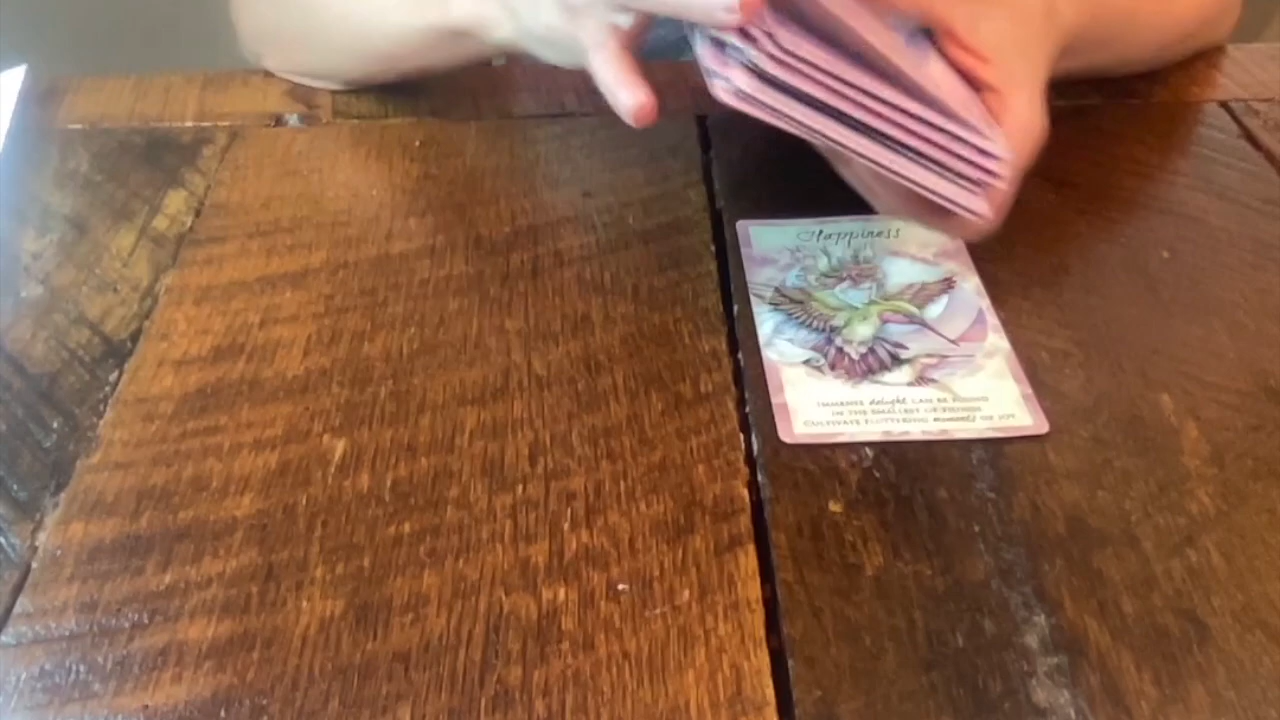 Happiness
IMMENSE delight CAN BE FOUND
IN THE SMALLEST OF THINGS
CULTIVATE FLUTTERING moments OF JOY